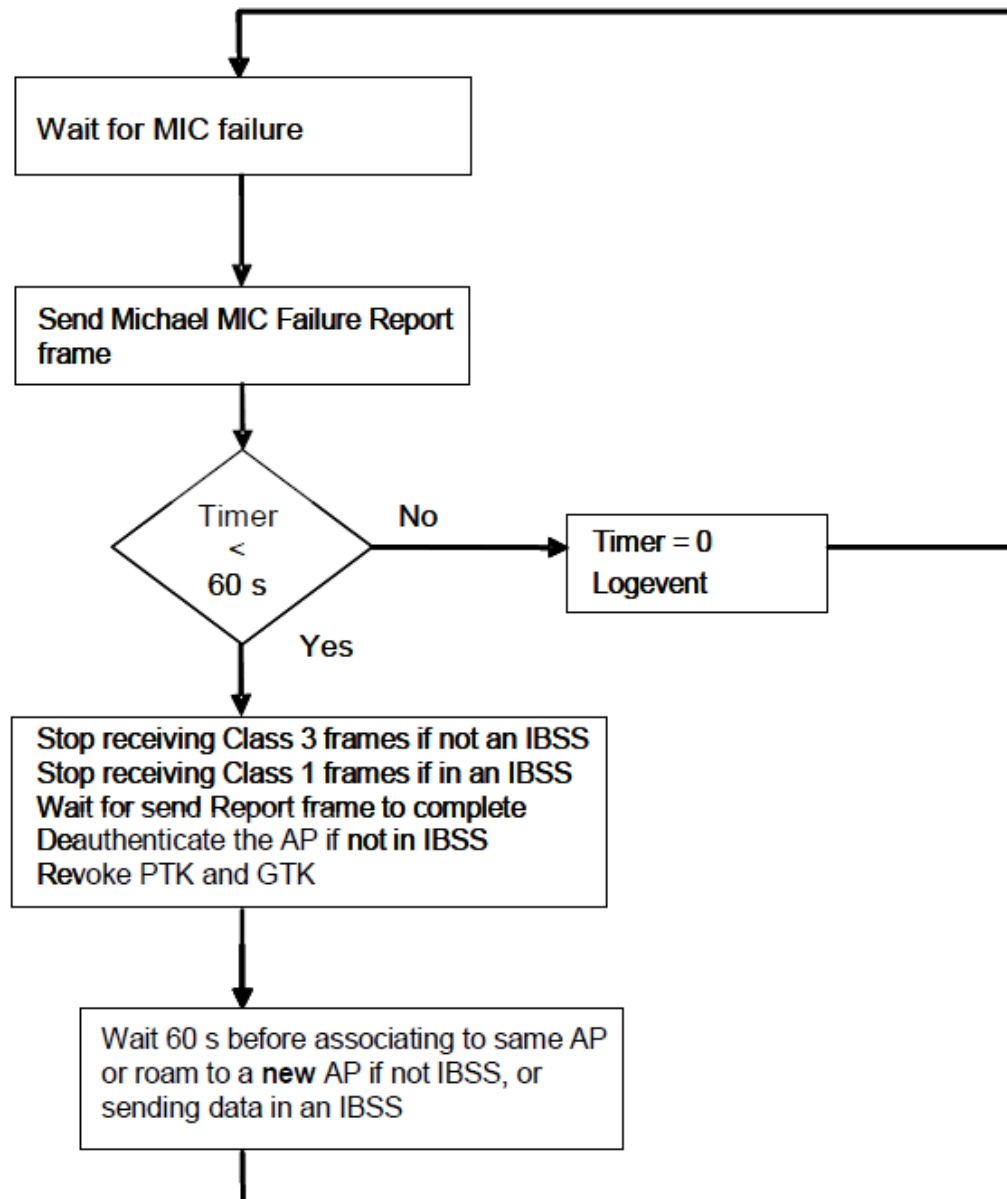 Wait for MIC failure
Send Michael MIC Failure Report
frame
Timer
<
60 s
No
Timer = 0
Logevent
Yes
Stop receiving Class 3 frames if not an IBSS
Stop receiving Class 1 frames if in an IBSS
Wait for send Report frame to complete
Deauthenticate the AP if not in IBSS
Revoke PTK and GTK
Wait 60 s before associating to same AP
or roam to a new AP if not IBSS, or
sending data in an IBSS